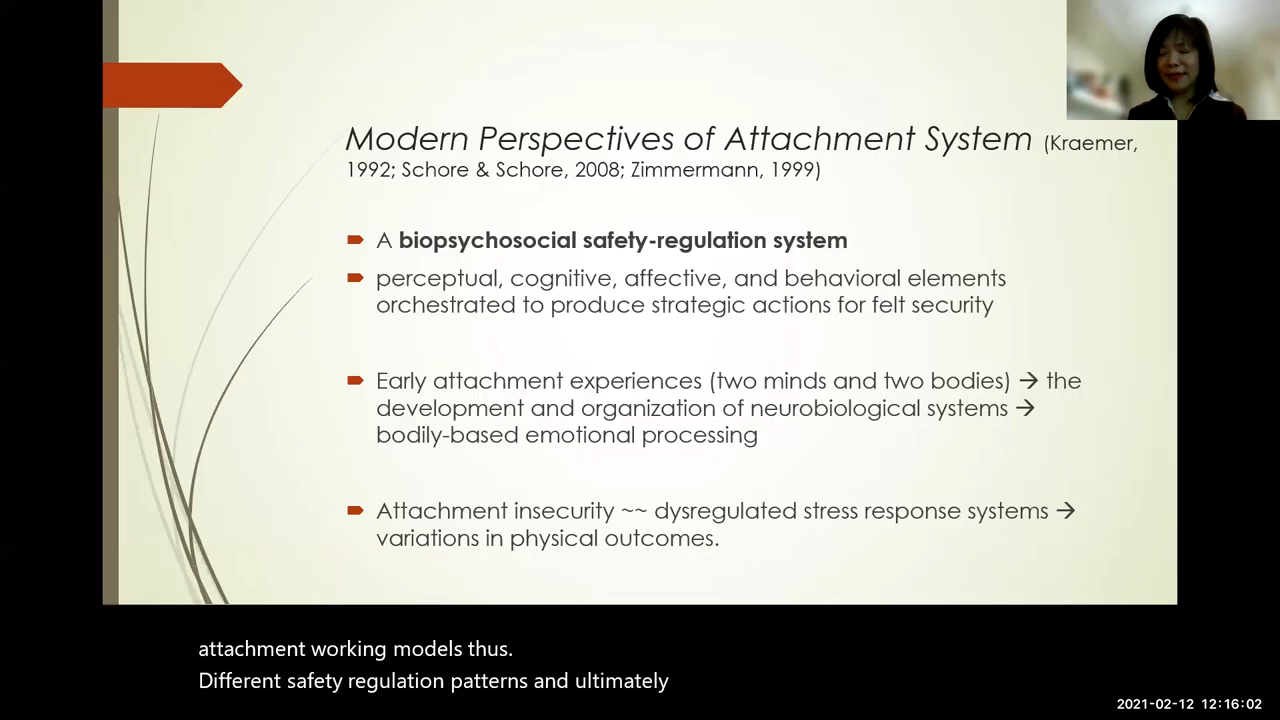 Modern Perspectives of Attachment System (Kraemer,
1992; Schore & Schore, 2008; Zimmermann, 1999)
A biopsychosocial safety-regulation system
perceptual, cognitive, affective, and behavioral elements
orchestrated to produce strategic actions for felt security
Early attachment experiences (two minds and two bodies) → the
development and organization of neurobiological systems →
bodily-based emotional processing
Attachment insecurity ~~ dysregulated stress response systems →
variations in physical outcomes.
attachment working models thus.
Different safety regulation patterns and ultimately
2021-02-12 12:16:02